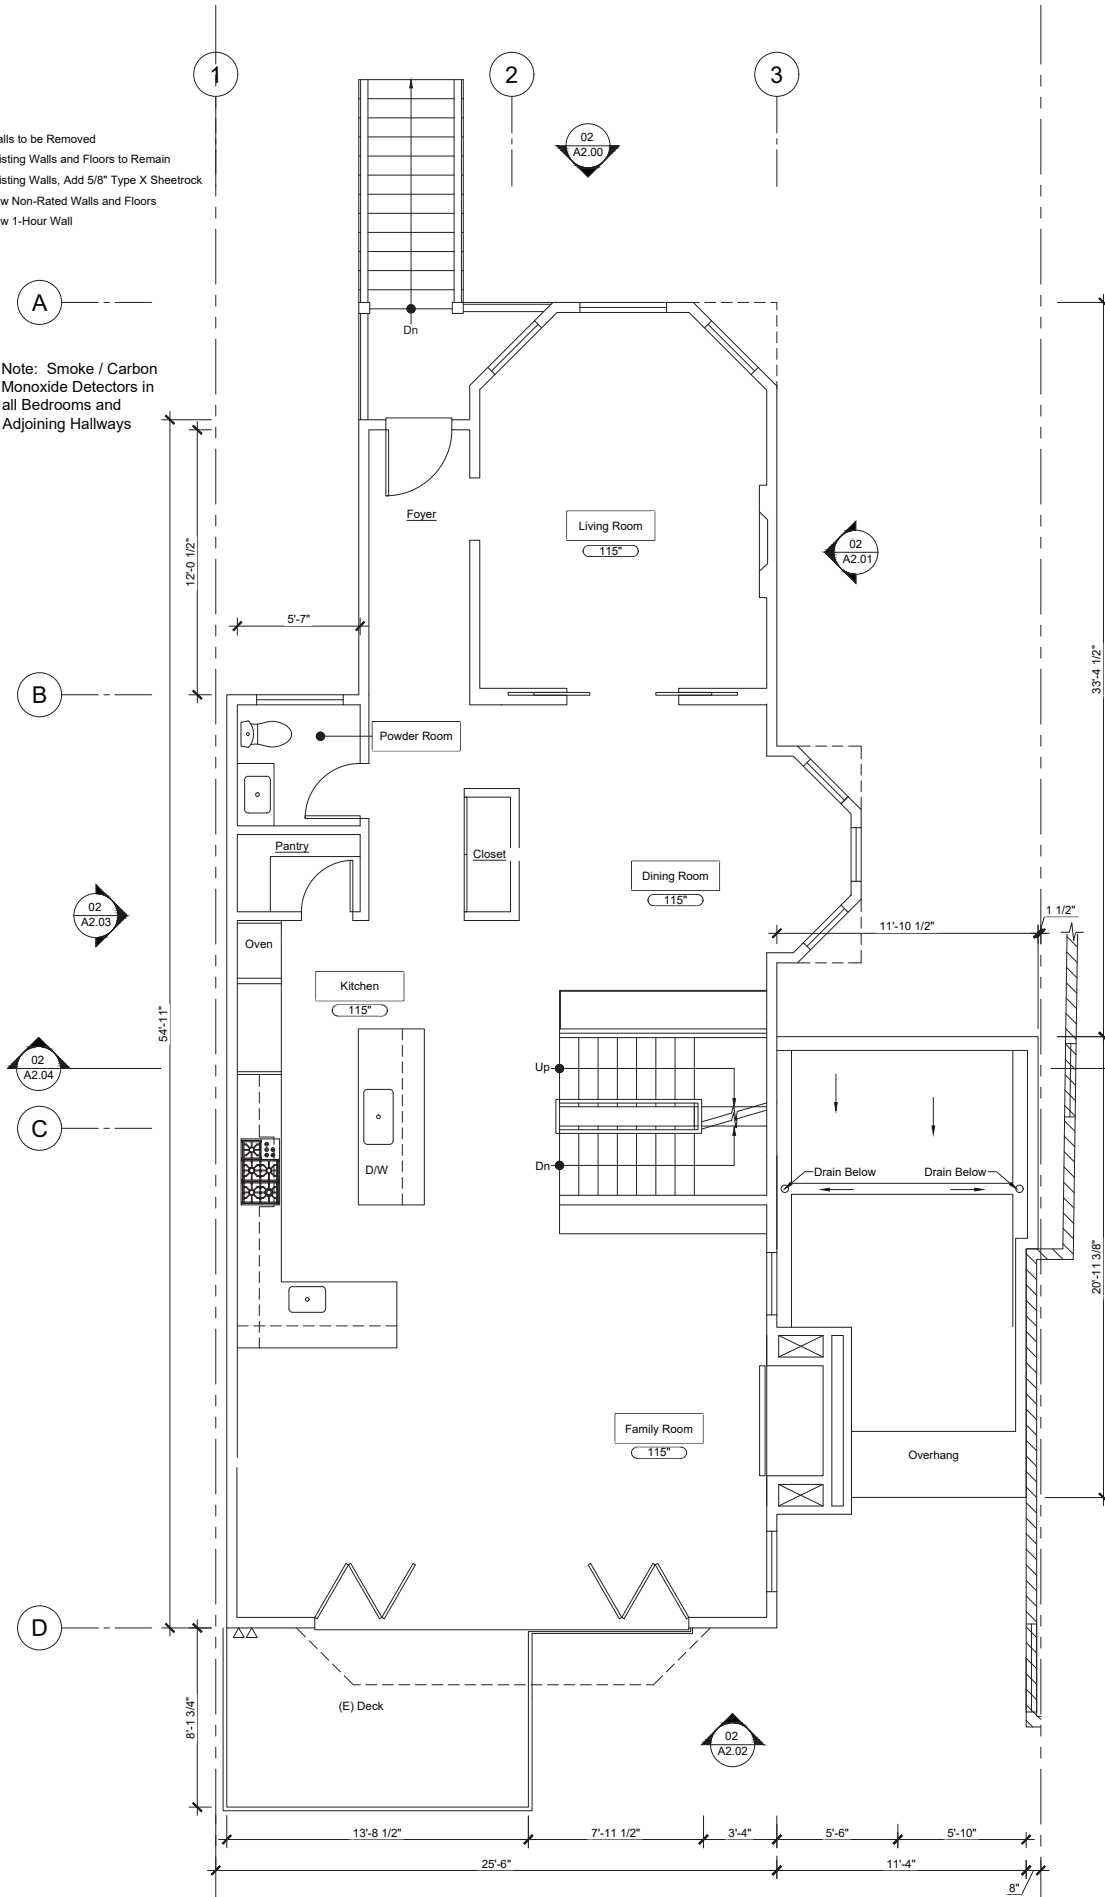 1
2
3
02
A2.00
alls to be Removed
isting Walls and Floors to Remain
isting Walls, Add 5/8" Type X Sheetrock
w Non-Rated Walls and Floors
w 1-Hour Wall
A
Dn
Note: Smoke / Carbon
Monoxide Detectors in
all Bedrooms and
Adjoining Hallways
Foyer
Living Room
115"
02
A2.01
12'-0 1/2"
5'-7"
33'-4 1/2"
B
Powder Room
Pantry
Closet
Dining Room
115"
02
A2.03
11'-10 1/2"
1 1/2"
Oven
Kitchen
115"
54'-11"
02
A2.04
Up
C
D/W
Dn
Drain Below
Drain Below
20'-11 3/8"
Family Room
115"
Overhang
D
(E) Deck
8'-1 3/4"
02
A2.02
13'-8 1/2"
7'-11 1/2"
3'-4"
5'-6"
5'-10"
25'-6"
11'-4"
8"